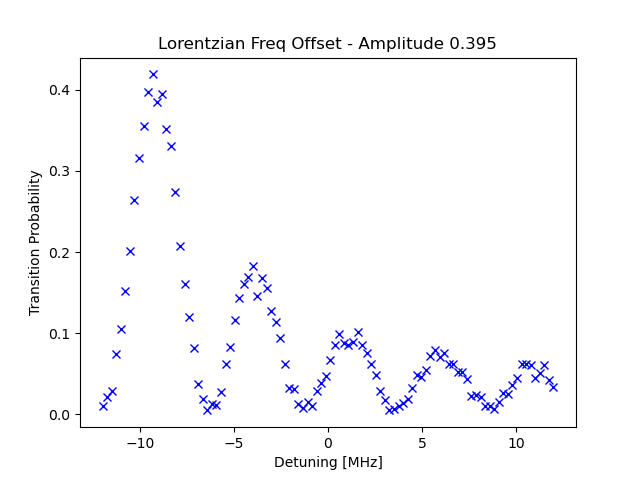 Lorentzian Freq Offset - Amplitude 0.395
Transition Probability
0.4
0.3
0.2
0.1
0.0
−10 −5 0 5 10
Detuning [MHz]